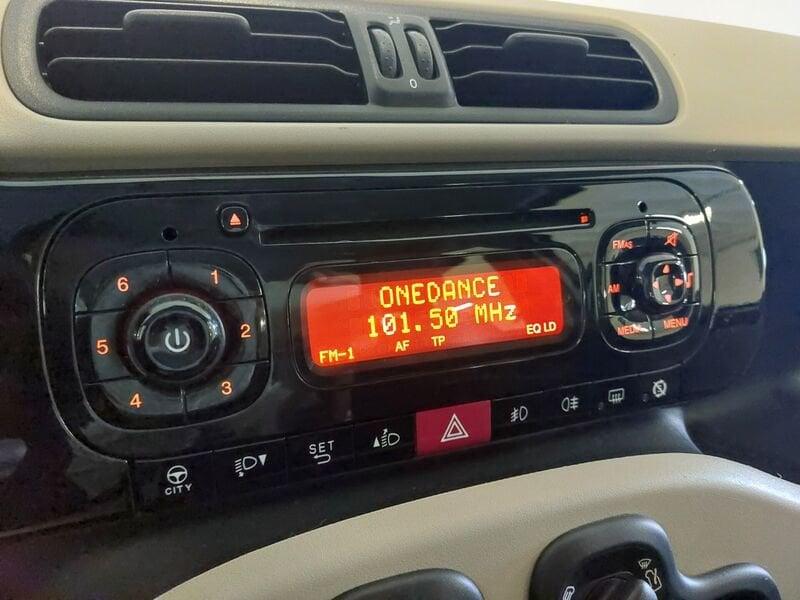 0
ONEDANCE
101.50 MHz
FM-1 AF TP EQ LD
6 1
5 2
4 3
FMAS
AM
MENU
CITY
SET